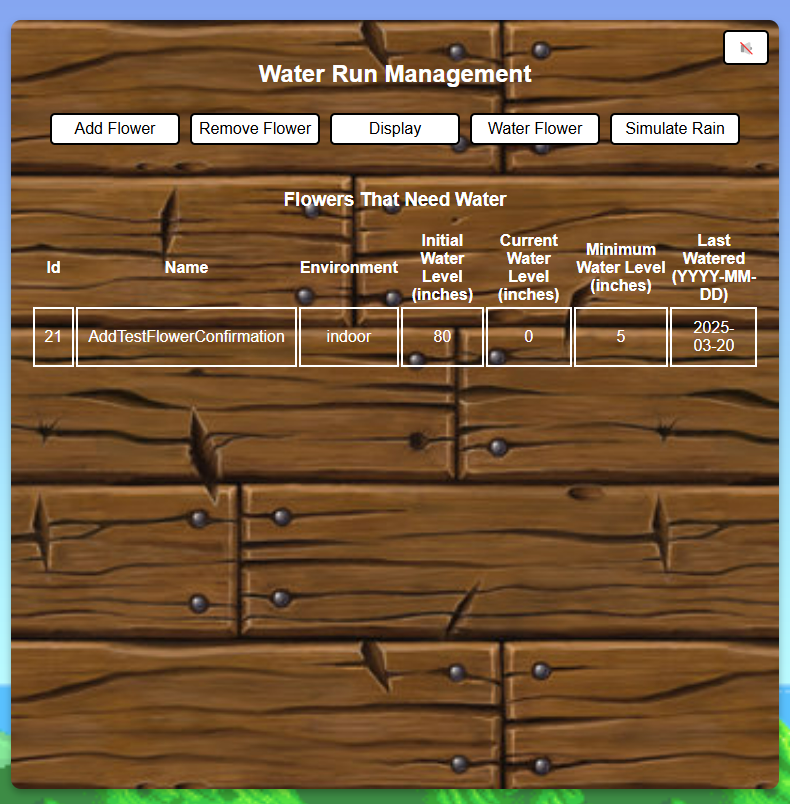 Water Run Management
Add Flower Remove Flower Display Water Flower Simulate Rain
Flowers That Need Water
Id Name Environment Initial Water Level (inches) Current Water Level (inches) Minimum Water Level (inches) Last Watered (YYYY-MM-DD)
21 AddTestFlowerConfirmation indoor 80 0 5 2025-03-20